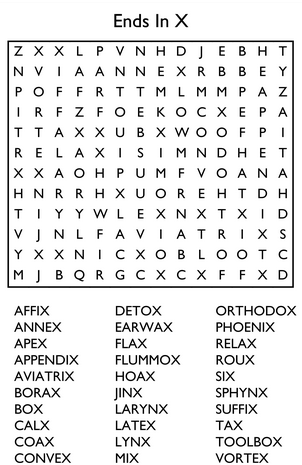 Ends In X
Z X X L P V N H D J E B H T
N V I A A N N E X R B B E Y
P O F F R T T M L M M P A Z
I R F Z F O E K O C X E P A
T T A X X U B X W O O F P I
R E L A X I S I M N D H E T
X X A O H P U M F V O A N A
H N R R H X U O R E H T D H
T I Y Y W L E X N X T X I D
V J N L F A V I A T R I X S
Y X X N I C X O B L O O T C
M J B Q R G C X C X F F X D
AFFIX DETOX ORTHODOX
ANNEX EARWAX PHOENIX
APEX FLAX RELAX
APPENDIX FLUMMOX ROUX
AVIATRIX HOAX SIX
BORAX JINX SPHYNX
BOX LARYNX SUFFIX
CALX LATEX TAX
COAX LYNX TOOLBOX
CONVEX MIX VORTEX